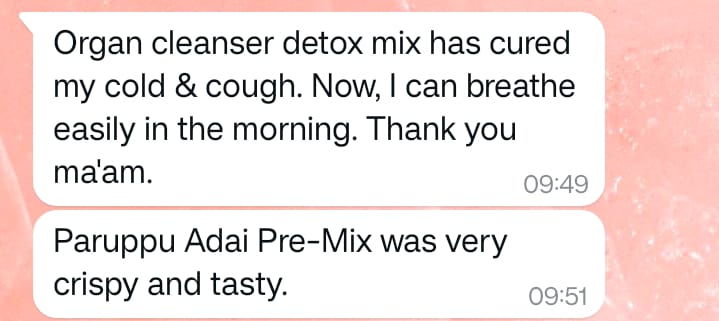 Organ cleanser detox mix has cured
my cold & cough. Now, I can breathe
easily in the morning. Thank you
ma'am.
09:49
Paruppu Adai Pre-Mix was very
crispy and tasty.
09:51